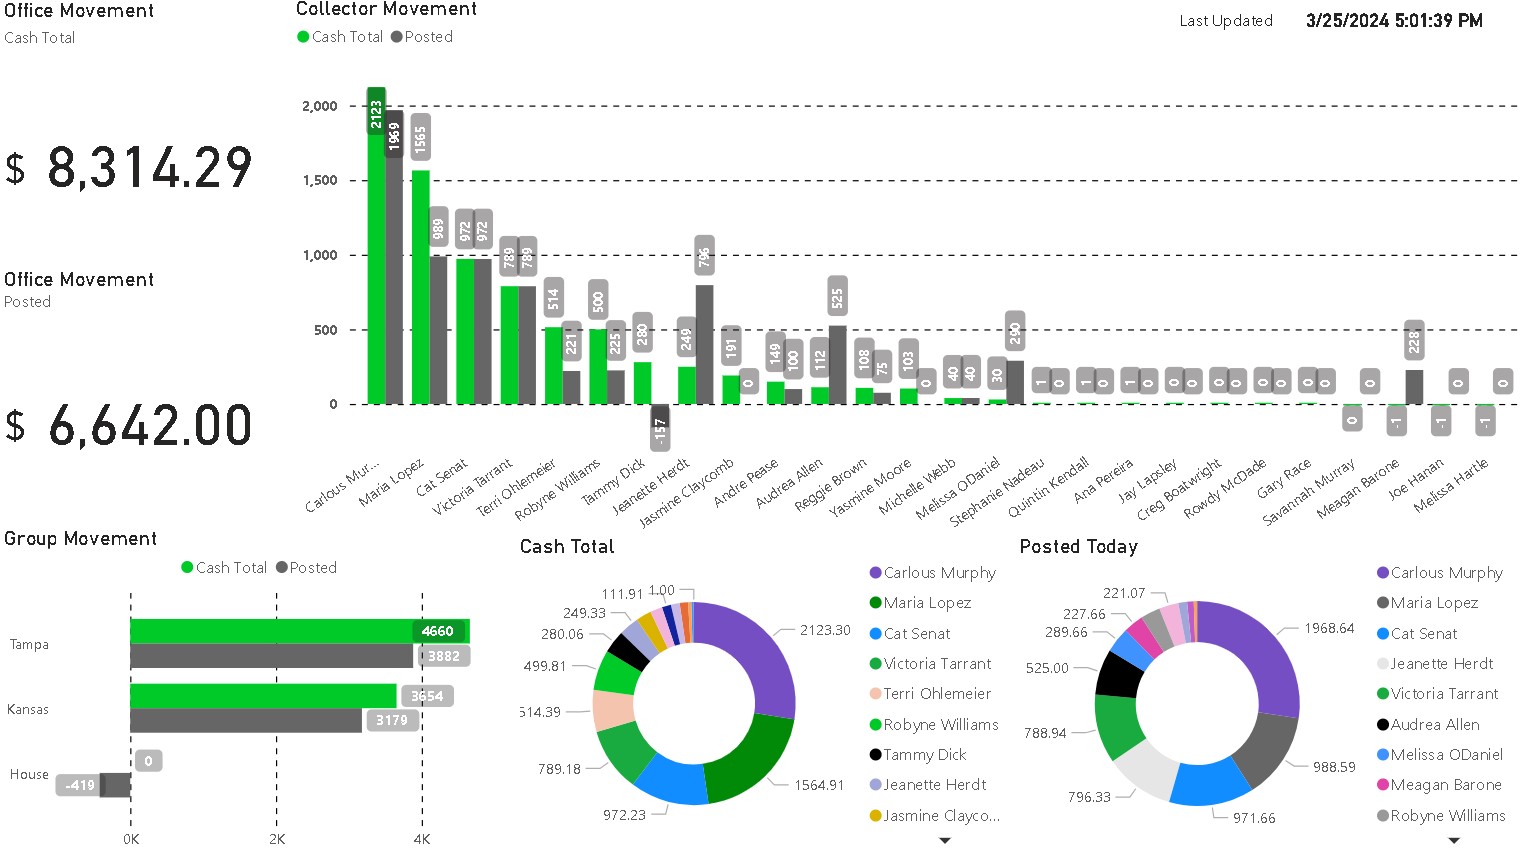 Office Movement
Cash Total
$ 8,314.29
Office Movement
Posted
$ 6,642.00
Collector Movement
Cash Total Posted
Last Updated 3/25/2024 5:01:39 PM
2,000
1,500
1,000
500
0
2123 1969 1565 989 972 972 789 789 514 221 500 225 280 -157 249 796 191 0 149 100 112 525 108 75 103 0 40 40 30 290 1 0 1 0 1 0 0 0 0 0 0 0 0 0 0 0 -1 228 -1 0 -1 0
Carlous Mur...
Maria Lopez
Cat Senat
Victoria Tarrant
Terri Ohlemeier
Robyne Williams
Tammy Dick
Jeanette Herdt
Jasmine Claycomb
Andre Pease
Audrea Allen
Reggie Brown
Yasmine Moore
Michelle Webb
Melissa ODaniel
Stephanie Nadeau
Quintin Kendall
Ana Pereira
Jay Lapsley
Creg Boatwright
Rowdy McDade
Gary Race
Savannah Murray
Meagan Barone
Joe Hanan
Melissa Hartle
Group Movement
Cash Total Posted
Tampa 4660
3882
Kansas 3654
3179
House 0
-419
0K 2K 4K
Cash Total
111.91 1.00
249.33
280.06
499.81
514.39
789.18
972.23
2123.30
1564.91
Carlous Murphy
Maria Lopez
Cat Senat
Victoria Tarrant
Terri Ohlemeier
Robyne Williams
Tammy Dick
Jeanette Herdt
Jasmine Clayco...
Posted Today
221.07
227.66
289.66
525.00
788.94
796.33
1968.64
988.59
971.66
Carlous Murphy
Maria Lopez
Cat Senat
Jeanette Herdt
Victoria Tarrant
Audrea Allen
Melissa ODaniel
Meagan Barone
Robyne Williams